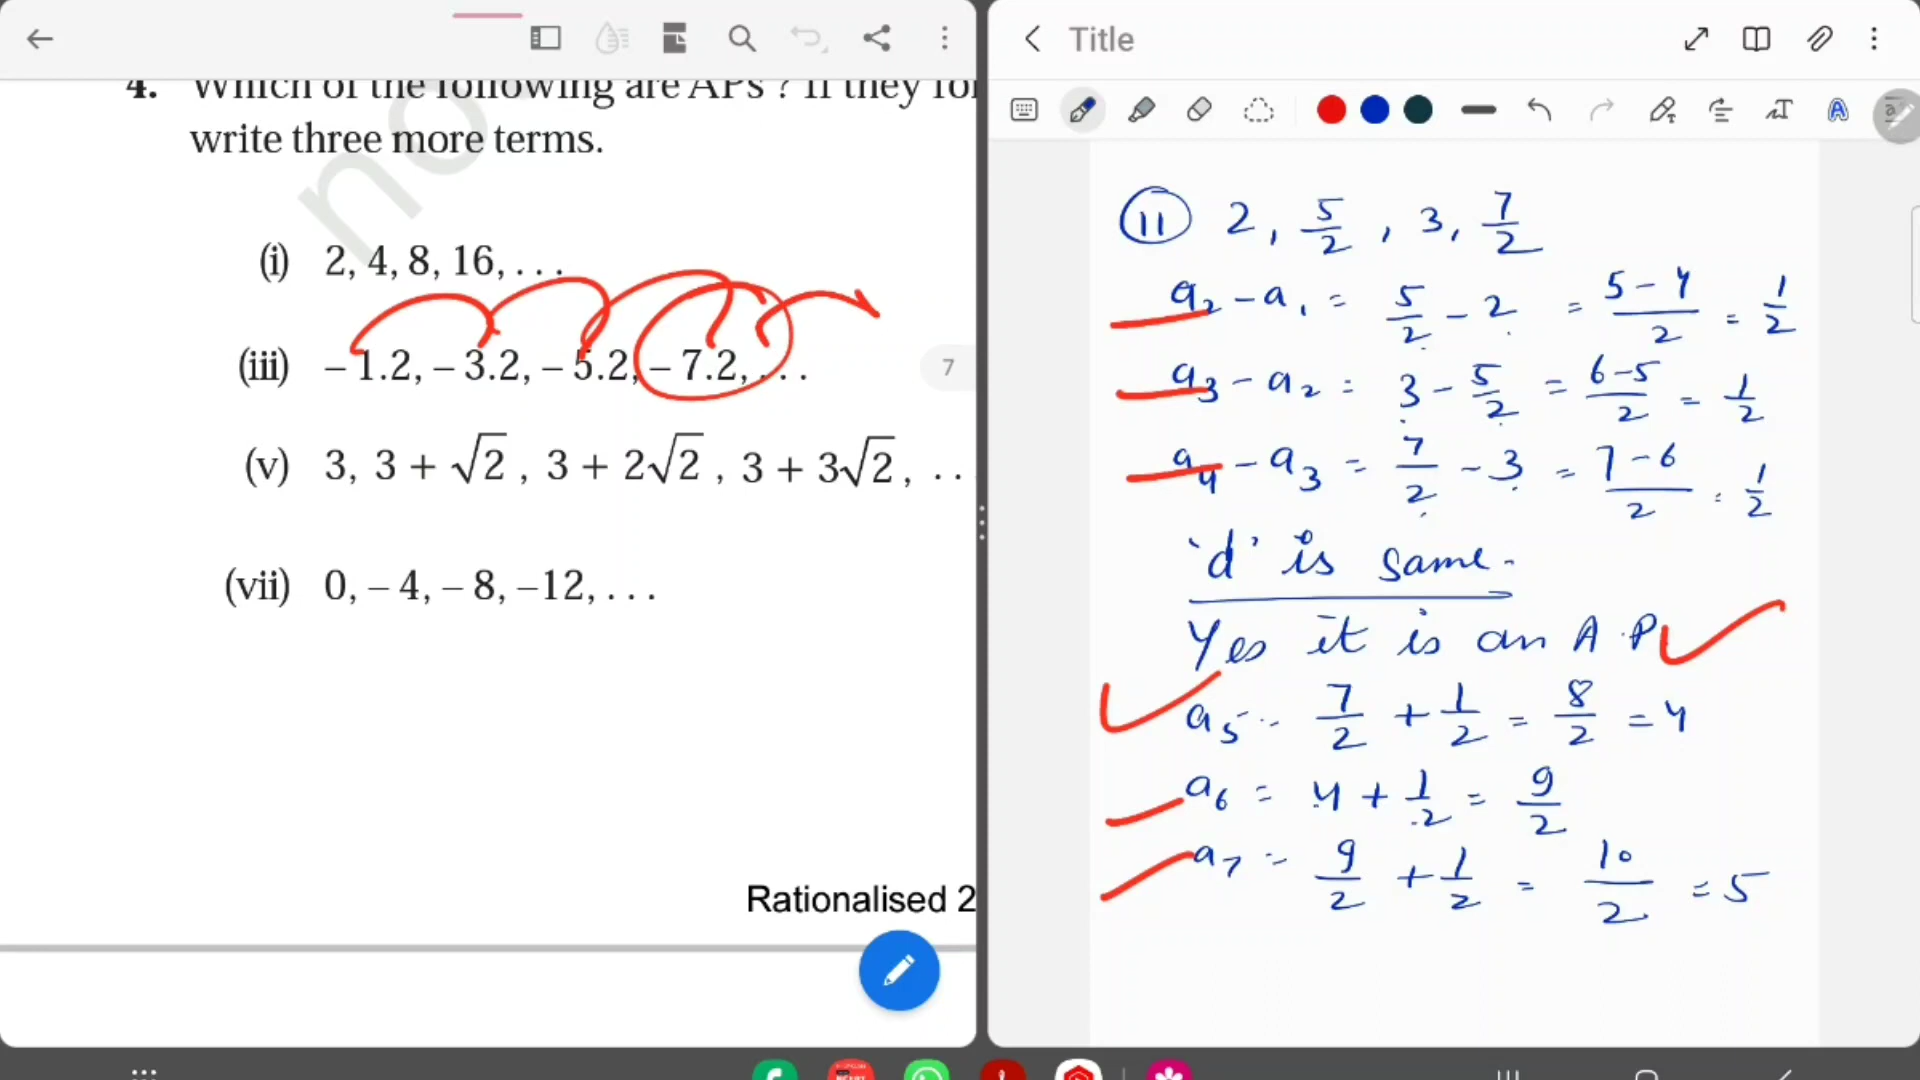 4. Which of the following are APs ? If they fo
write three more terms.
(i) 2, 4, 8, 16, . . .
(iii) – 1.2, – 3.2, – 5.2, – 7.2, . . .
7
(v) 3, 3 + √2 , 3 + 2√2 , 3 + 3√2 , . .
(vii) 0, – 4, – 8, –12, . . .
Rationalised 2
no
Title
(11) 2, 5/2, 3, 7/2
a2 - a1 = 5/2 - 2 = 5-4/2 = 1/2
a3 - a2 = 3 - 5/2 = 6-5/2 = 1/2
a4 - a3 = 7/2 - 3 = 7-6/2 = 1/2
'd' is same.
Yes it is an A.P
a5 = 7/2 + 1/2 = 8/2 = 4
a6 = 4 + 1/2 = 9/2
a7 = 9/2 + 1/2 = 10/2 = 5